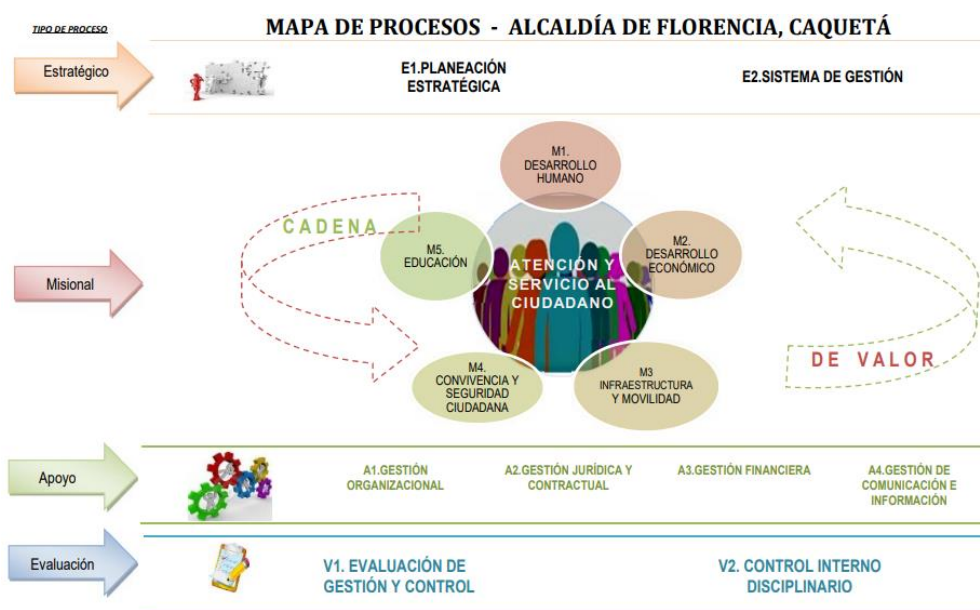 TIPO DE PROCESO
MAPA DE PROCESOS - ALCALDÍA DE FLORENCIA, CAQUETÁ
Estratégico
E1.PLANEACIÓN
ESTRATÉGICA
E2.SISTEMA DE GESTIÓN
Misional
CADENA
M1.
DESARROLLO
HUMANO
M5.
EDUCACIÓN
M2.
DESARROLLO
ECONÓMICO
ATENCIÓN Y
SERVICIO AL
CIUDADANO
M4.
CONVIVENCIA Y
SEGURIDAD
CIUDADANA
M3
INFRAESTRUCTURA
Y MOVILIDAD
DE VALOR
Apoyo
A1.GESTIÓN
ORGANIZACIONAL
A2.GESTIÓN JURÍDICA Y
CONTRACTUAL
A3.GESTIÓN FINANCIERA
A4.GESTIÓN DE
COMUNICACIÓN E
INFORMACIÓN
Evaluación
V1. EVALUACIÓN DE
GESTIÓN Y CONTROL
V2. CONTROL INTERNO
DISCIPLINARIO